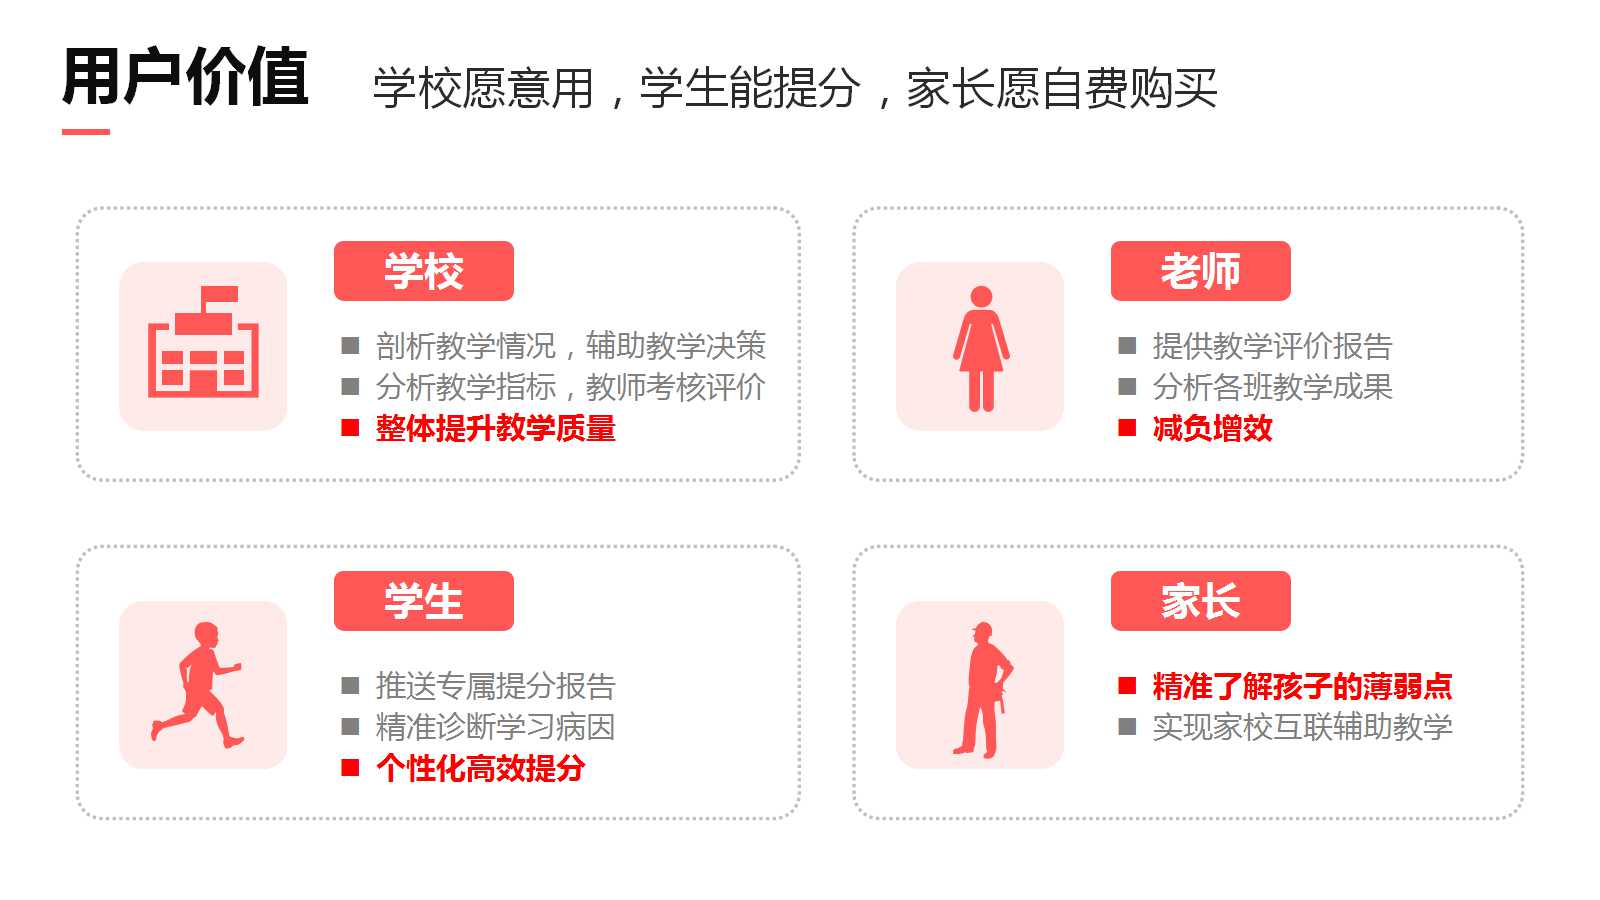 用户价值
学校愿意用，学生能提分，家长愿自费购买
学校
剖析教学情况，辅助教学决策
分析教学指标，教师考核评价
整体提升教学质量
老师
提供教学评价报告
分析各班教学成果
减负增效
学生
推送专属提分报告
精准诊断学习病因
个性化高效提分
家长
精准了解孩子的薄弱点
实现家校互联辅助教学